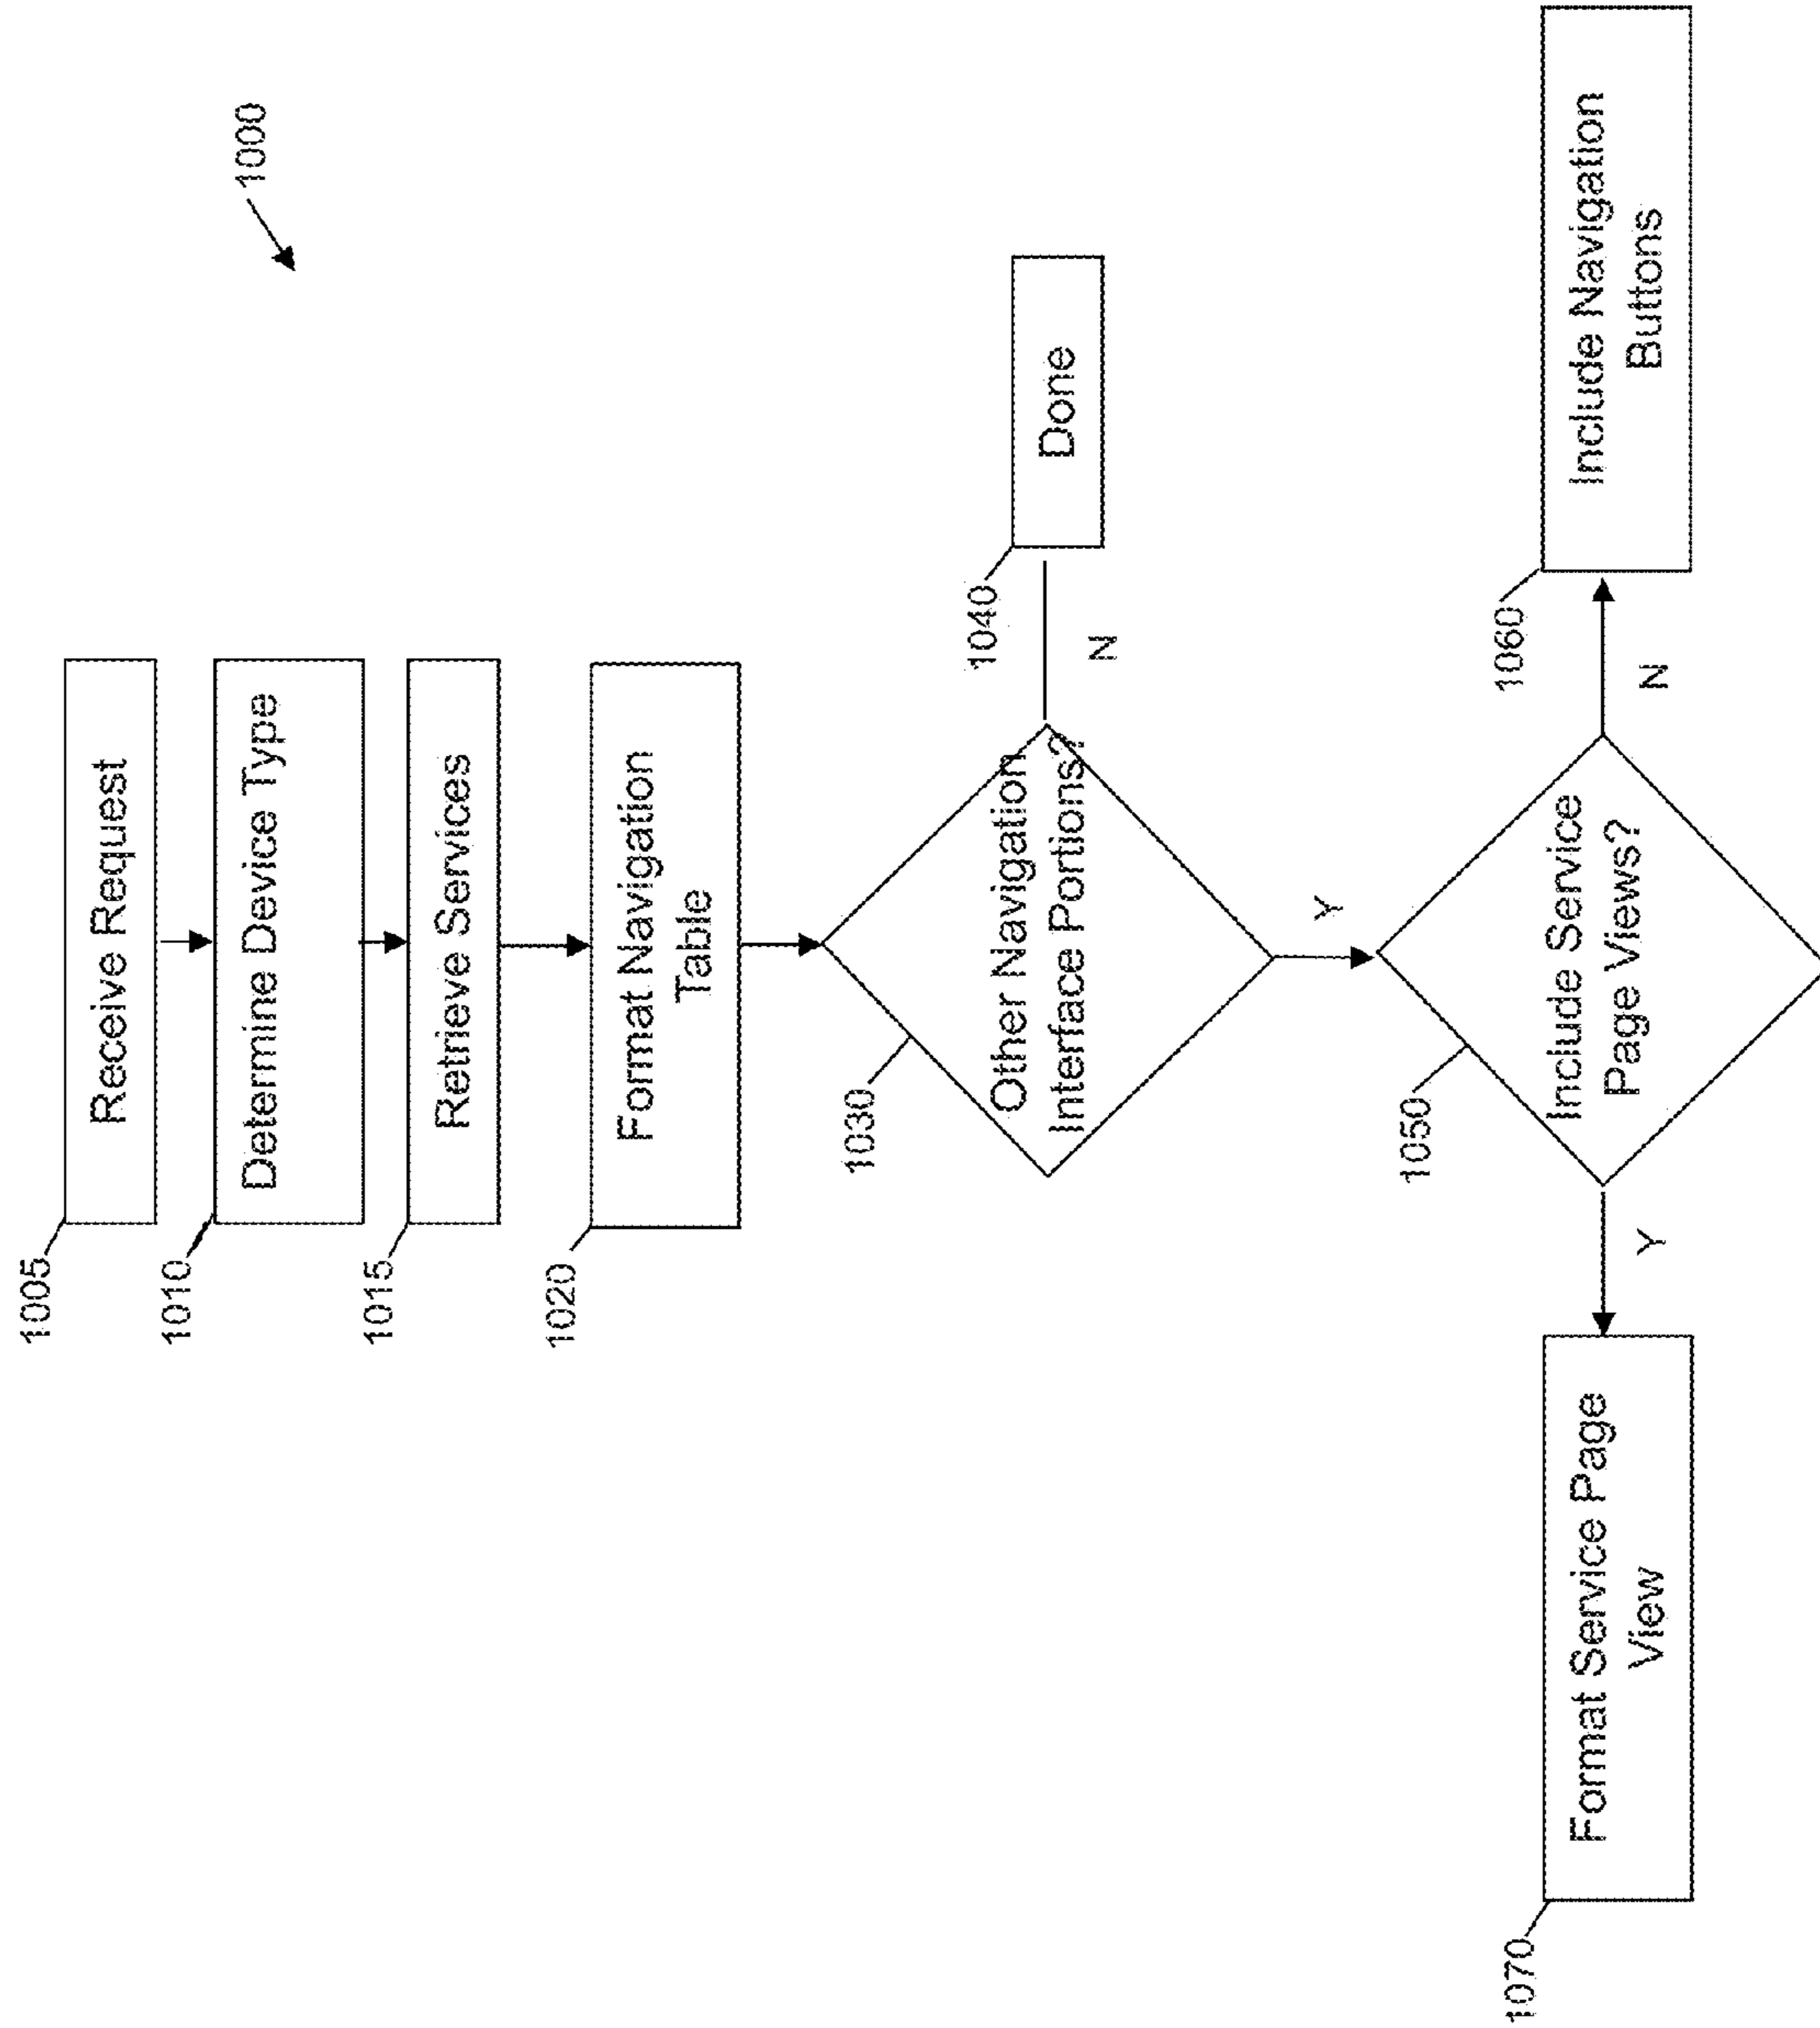 1000
1005
Receive Request
1010
Determine Device Type
1015
Retrieve Services
1020
Format Navigation
Table
1030
Other Navigation
Interface Portions?
N
1040
Done
Y
1050
Include Service
Page Views?
Y
N
1070
Format Service Page
View
1060
Include Navigation
Buttons